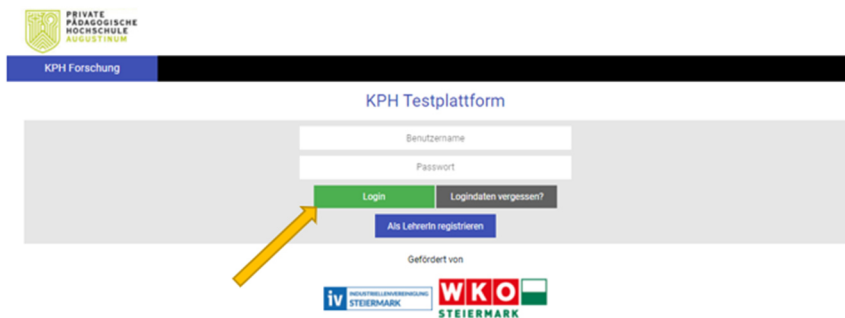 PRIVATE
PÄDAGOGISCHE
HOCHSCHULE
AUGUSTINUM
KPH Forschung
KPH Testplattform
Benutzername
Passwort
Login
Logindaten vergessen?
Als LehrerIn registrieren
Gefördert von
iv INDUSTRIELLENVEREINIGUNG
STEIERMARK
WKO
STEIERMARK